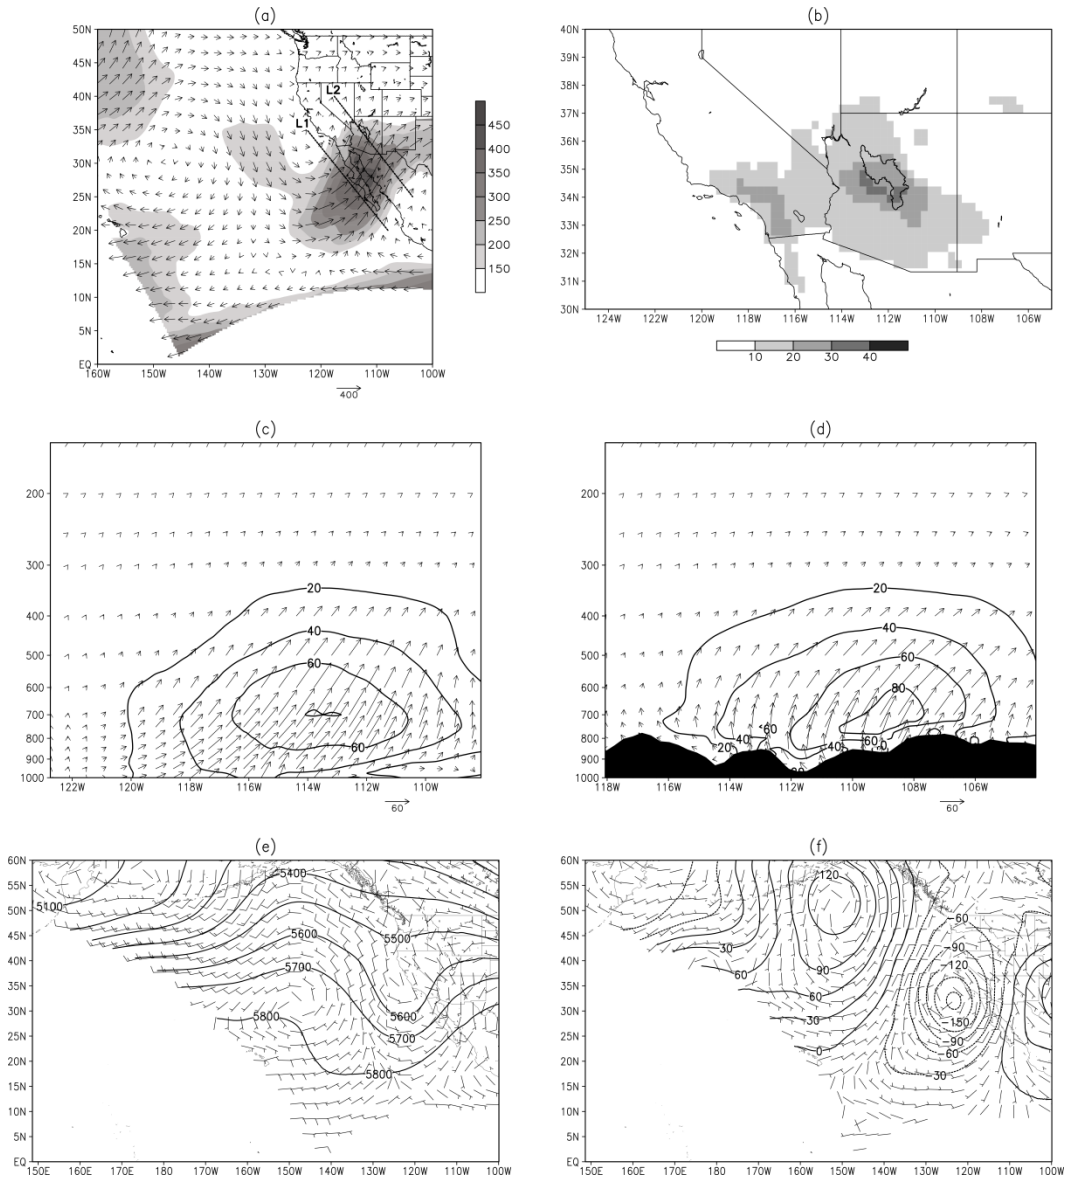 (a)
50N
45N
40N
35N
30N
25N
20N
15N
10N
5N
EQ
160W 150W 140W 130W 120W 110W 100W
L2
L1
400
450
400
350
300
250
200
150
(b)
40N
39N
38N
37N
36N
35N
34N
33N
32N
31N
30N
124W 122W 120W 118W 116W 114W 112W 110W 108W 106W
10 20 30 40
(c)
200
300
400
500
600
700
800
900
1000
20
40
60
60
122W 120W 118W 116W 114W 112W 110W
60
(d)
200
300
400
500
600
700
800
900
1000
20
40
60
80
60
40 60
20 40
118W 116W 114W 112W 110W 108W 106W
60
(e)
60N
55N
50N
45N
40N
35N
30N
25N
20N
15N
10N
5N
EQ
5400
5100
5500
5600
5700
5600
5800
5700
5800
150E 160E 170E 180 170W 160W 150W 140W 130W 120W 110W 100W
(f)
60N
55N
50N
45N
40N
35N
30N
25N
20N
15N
10N
5N
EQ
120
-60
30
-90
60
90
-120
60
30
-150
0
-90
-60
-30
150E 160E 170E 180 170W 160W 150W 140W 130W 120W 110W 100W